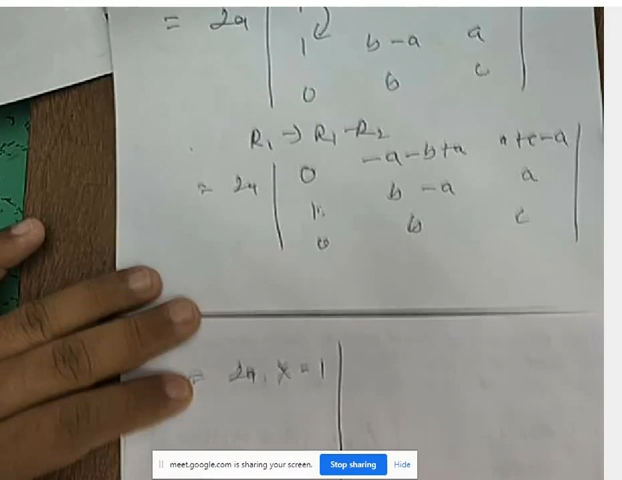 = 2a
1 b-a a
0 b c
R₁ → R₁-R₂
= 2a 0 -a-b+a a+c-a
1 b-a a
0 b c
= 2a, x = 1
meet.google.com is sharing your screen. Stop sharing Hide